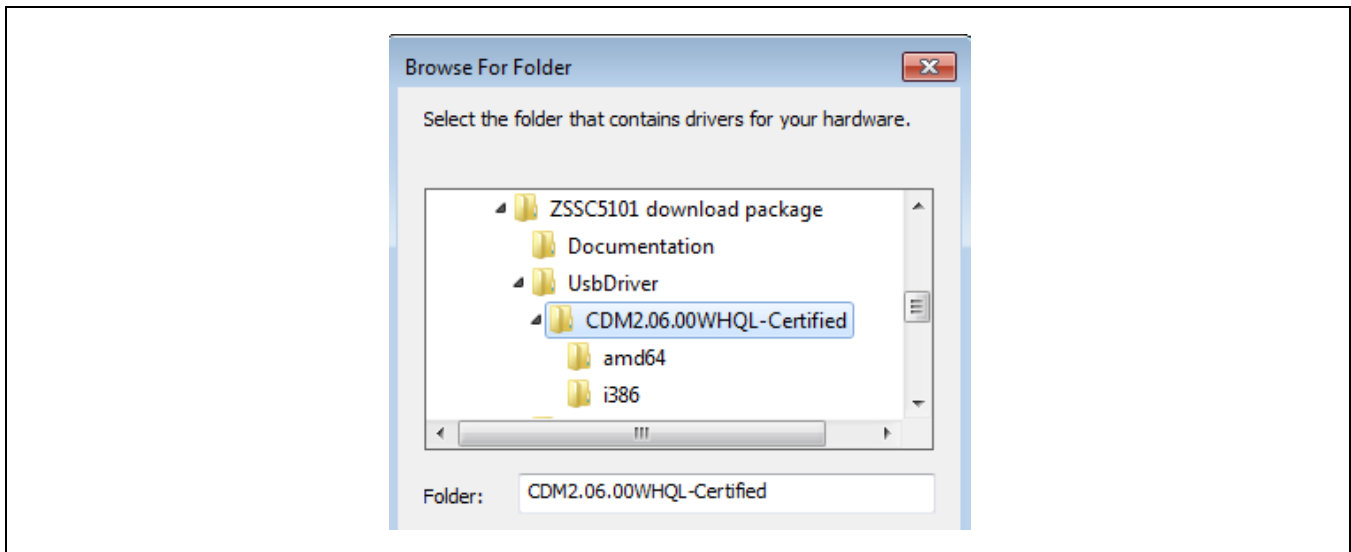 Browse For Folder
Select the folder that contains drivers for your hardware.
ZSSC5101 download package
Documentation
UsbDriver
CDM2.06.00WHQL-Certified
amd64
i386
Folder: CDM2.06.00WHQL-Certified